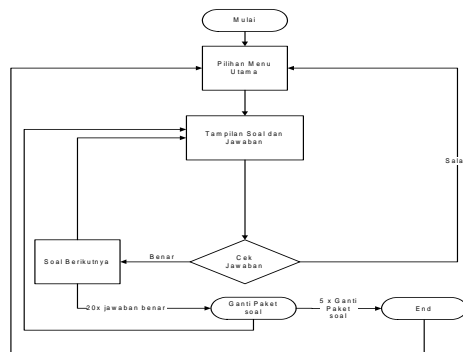 Mulai
Pilihan Menu
Utama
Tampilan Soal dan
Jawaban
Sala
Cek
Jawaban
Benar
Soal Berikutnya
20x jawaban benar
Ganti Paket
soal
5 x Ganti
Paket
soal
End